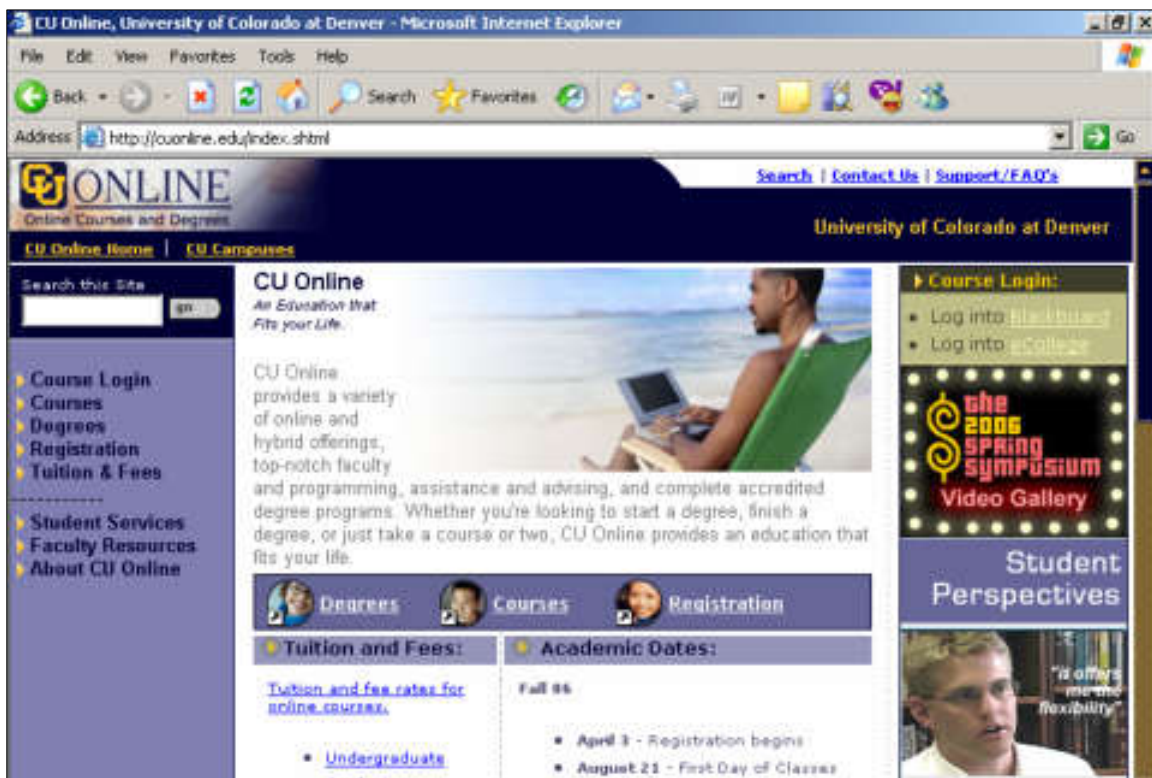 CU Online, University of Colorado at Denver - Microsoft Internet Explorer
File Edit View Favorites Tools Help
Back Search Favorites
Address http://cuonline.edu/index.shtml Go
CU ONLINE
Online Courses and Degrees
Search | Contact Us | Support/FAQ's
University of Colorado at Denver
CU Online Home | CU Campuses
Search this Site
go
Course Login
Courses
Degrees
Registration
Tuition & Fees
Student Services
Faculty Resources
About CU Online
CU Online
An Education that
Fits your Life.
CU Online
provides a variety
of online and
hybrid offerings,
top-notch faculty
and programming, assistance and advising, and complete accredited
degree programs. Whether you're looking to start a degree, finish a
degree, or just take a course or two, CU Online provides an education that
fits your life.
Degrees Courses Registration
Tuition and Fees:
Tuition and fee rates for
online courses.
Undergraduate
Academic Dates:
Fall 06
April 3 - Registration begins
August 21 - First Day of Classes
Course Login:
Log into Blackboard
Log into eCollege
the
2006
spring
symposium
Video Gallery
Student
Perspectives
"it offers
me the
flexibility"